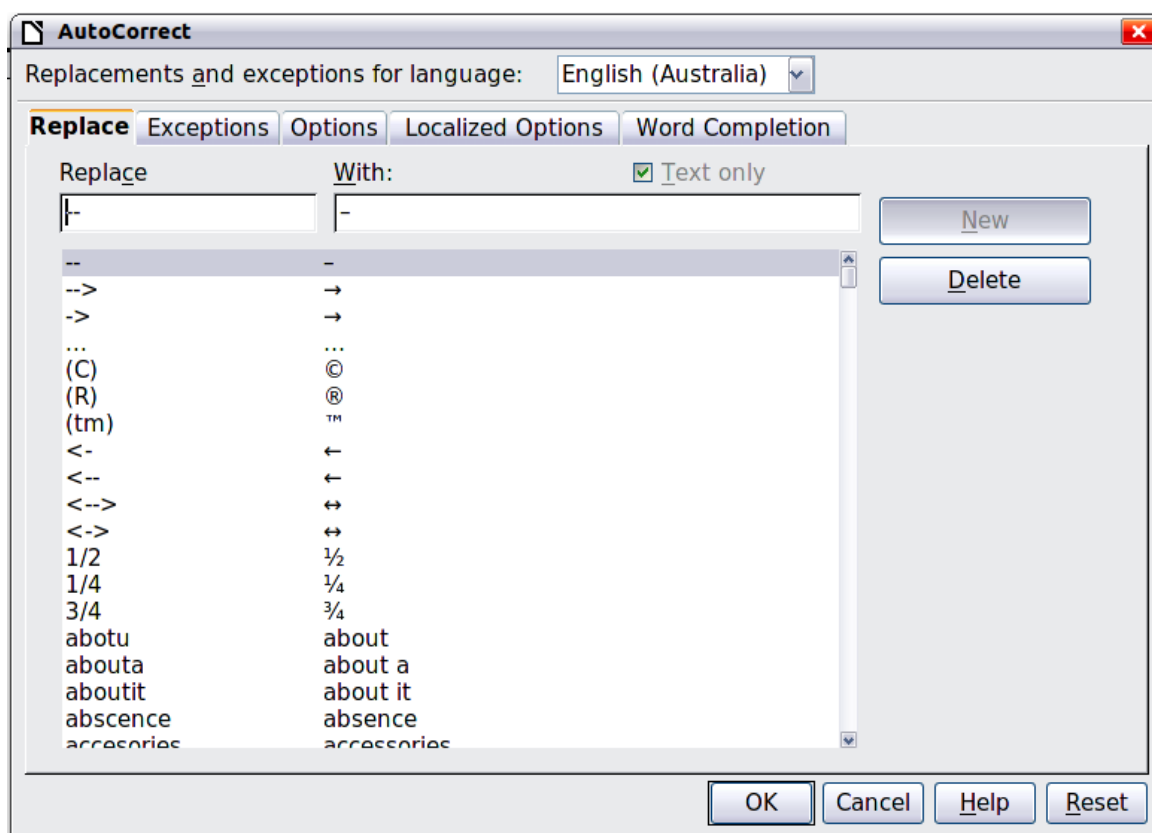 AutoCorrect
Replacements and exceptions for language: English (Australia)
Replace Exceptions Options Localized Options Word Completion
Replace With: Text only
-- –
New
-- –
Delete
--> →
-> →
... …
(C) ©
(R) ®
(tm) ™
<- ←
<-- ←
<--> ↔
<-> ↔
1/2 ½
1/4 ¼
3/4 ¾
abotu about
abouta about a
aboutit about it
abscence absence
accesories accessories
OK Cancel Help Reset